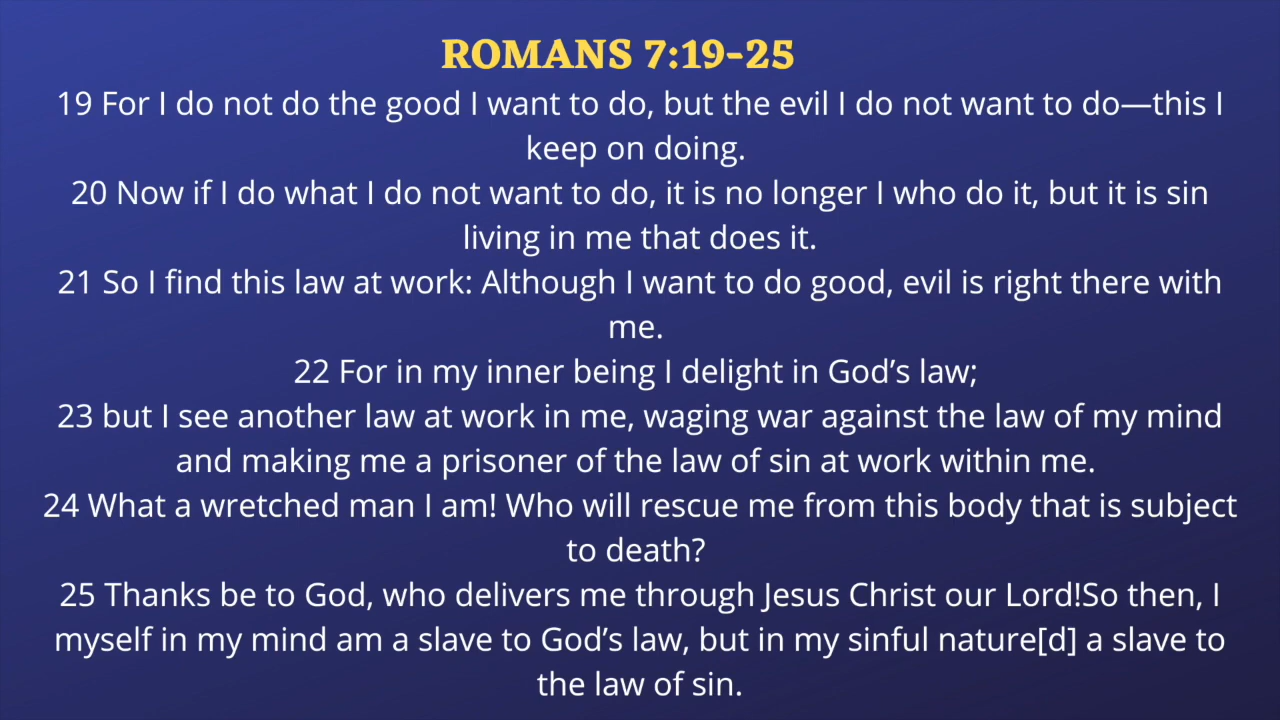 ROMANS 7:19-25
19 For I do not do the good I want to do, but the evil I do not want to do—this I
keep on doing.
20 Now if I do what I do not want to do, it is no longer I who do it, but it is sin
living in me that does it.
21 So I find this law at work: Although I want to do good, evil is right there with
me.
22 For in my inner being I delight in God’s law;
23 but I see another law at work in me, waging war against the law of my mind
and making me a prisoner of the law of sin at work within me.
24 What a wretched man I am! Who will rescue me from this body that is subject
to death?
25 Thanks be to God, who delivers me through Jesus Christ our Lord!So then, I
myself in my mind am a slave to God’s law, but in my sinful nature[d] a slave to
the law of sin.